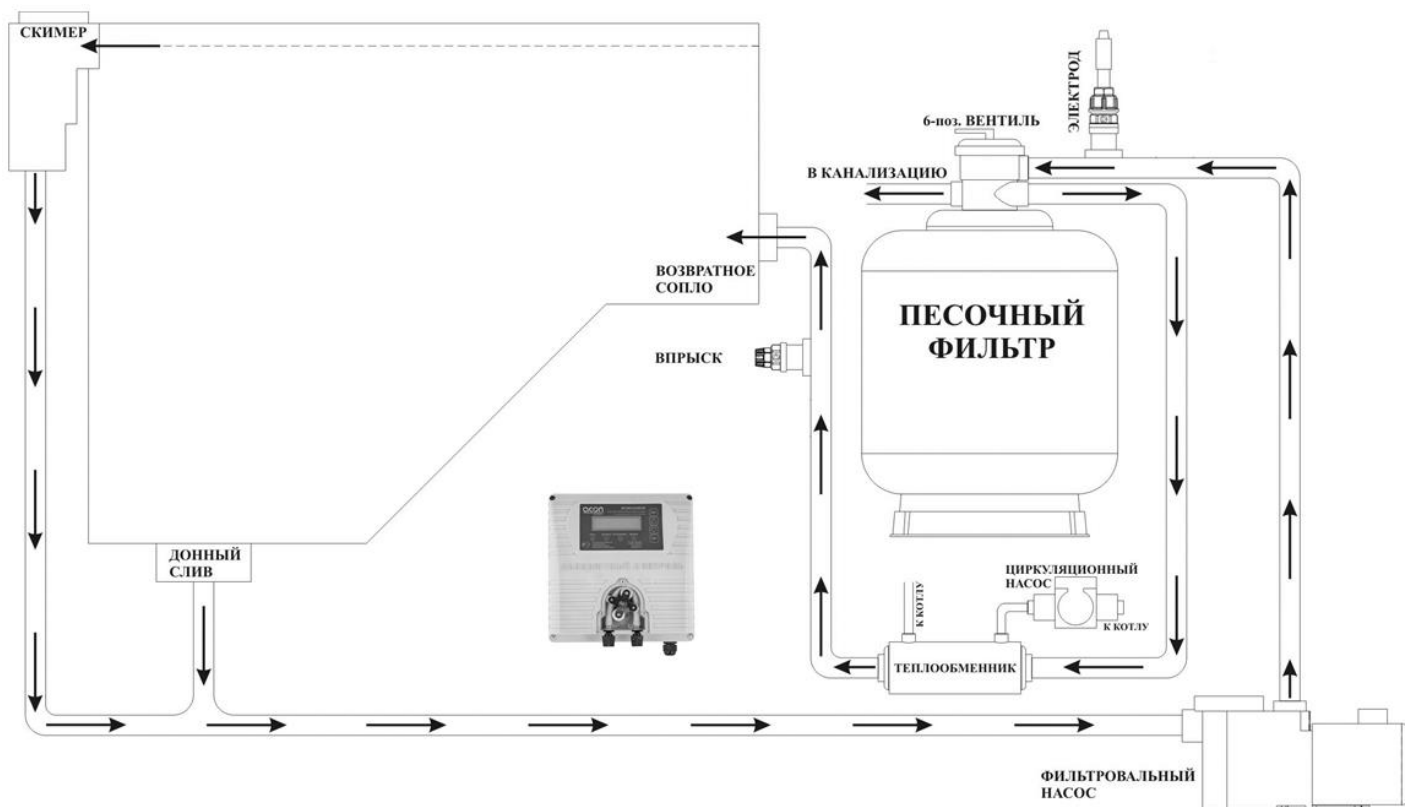 СКИМЕР
ЭЛЕКТРОД
6-поз. ВЕНТИЛЬ
В КАНАЛИЗАЦИЮ
ВОЗВРАТНОЕ
СОПЛО
ПЕСОЧНЫЙ
ФИЛЬТР
ВПРЫСК
ДОННЫЙ
СЛИВ
К КОТЛУ
ЦИРКУЛЯЦИОННЫЙ
НАСОС
К КОТЛУ
ТЕПЛООБМЕННИК
ФИЛЬТРОВАЛЬНЫЙ
НАСОС